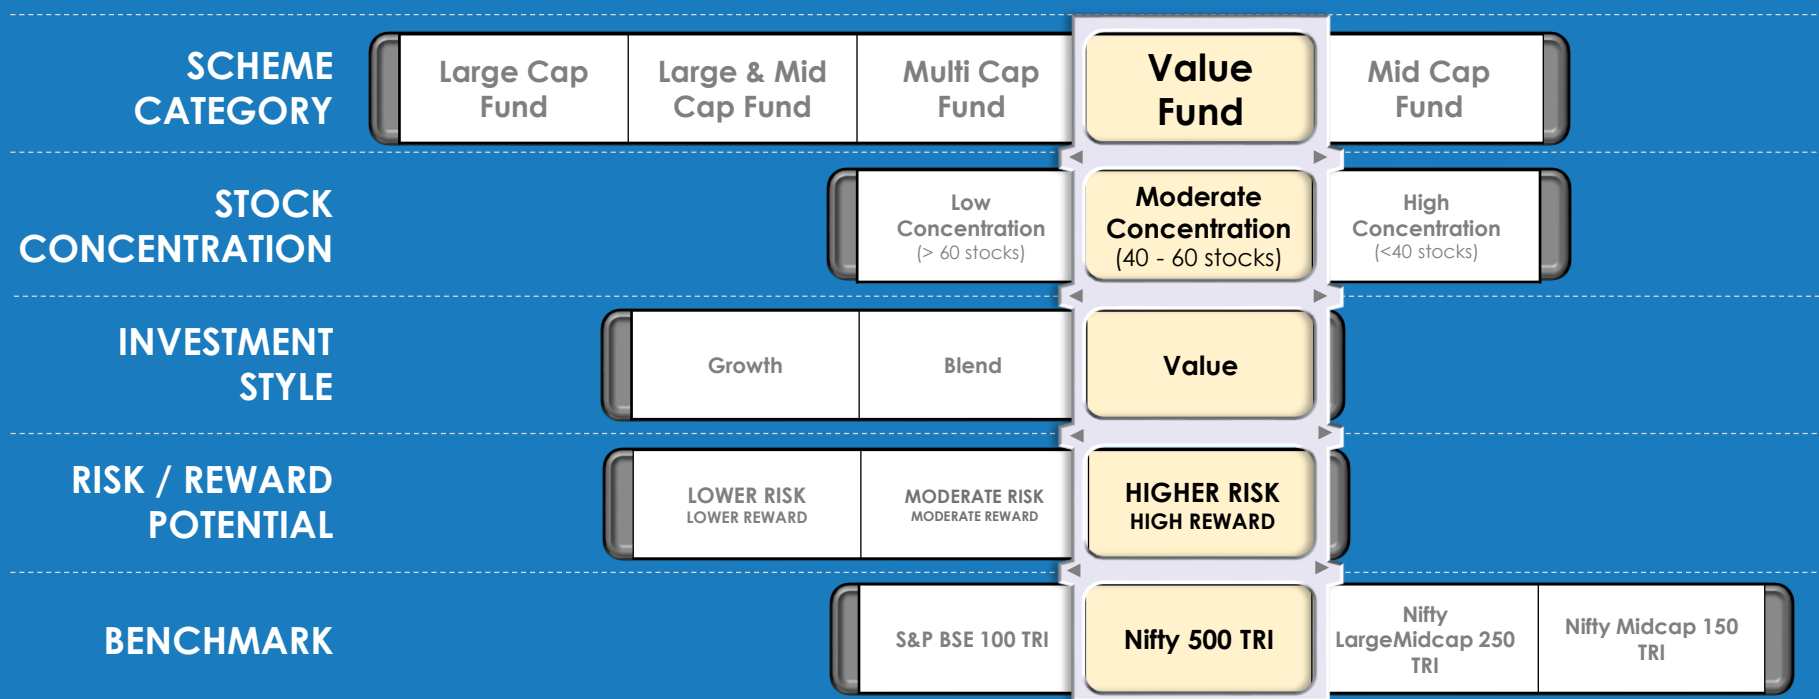 SCHEME
CATEGORY
Large Cap
Fund
Large & Mid
Cap Fund
Multi Cap
Fund
Value
Fund
Mid Cap
Fund
STOCK
CONCENTRATION
Low
Concentration
(> 60 stocks)
Moderate
Concentration
(40 - 60 stocks)
High
Concentration
(<40 stocks)
INVESTMENT
STYLE
Growth
Blend
Value
RISK / REWARD
POTENTIAL
LOWER RISK
LOWER REWARD
MODERATE RISK
MODERATE REWARD
HIGHER RISK
HIGH REWARD
BENCHMARK
S&P BSE 100 TRI
Nifty 500 TRI
Nifty
LargeMidcap 250
TRI
Nifty Midcap 150
TRI